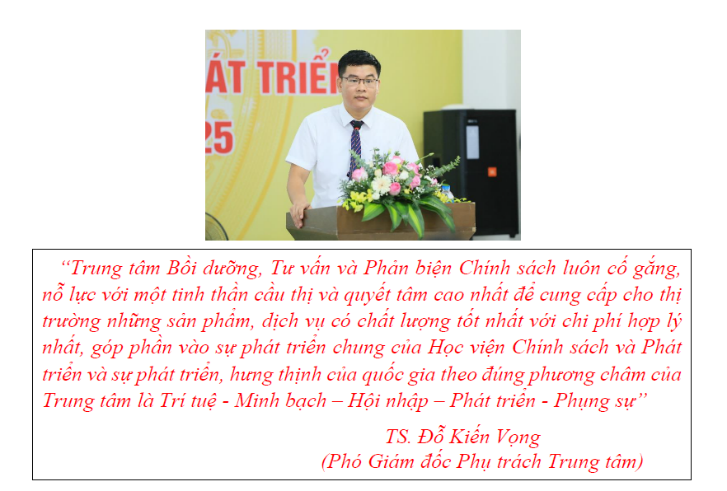 ÁT TRIỂN
25
“Trung tâm Bồi dưỡng, Tư vấn và Phản biện Chính sách luôn cố gắng,
nỗ lực với một tinh thần cầu thị và quyết tâm cao nhất để cung cấp cho thị
trường những sản phẩm, dịch vụ có chất lượng tốt nhất với chi phí hợp lý
nhất, góp phần vào sự phát triển chung của Học viện Chính sách và Phát
triển và sự phát triển, hưng thịnh của quốc gia theo đúng phương châm của
Trung tâm là Trí tuệ - Minh bạch – Hội nhập – Phát triển - Phụng sự”
TS. Đỗ Kiến Vọng
(Phó Giám đốc Phụ trách Trung tâm)